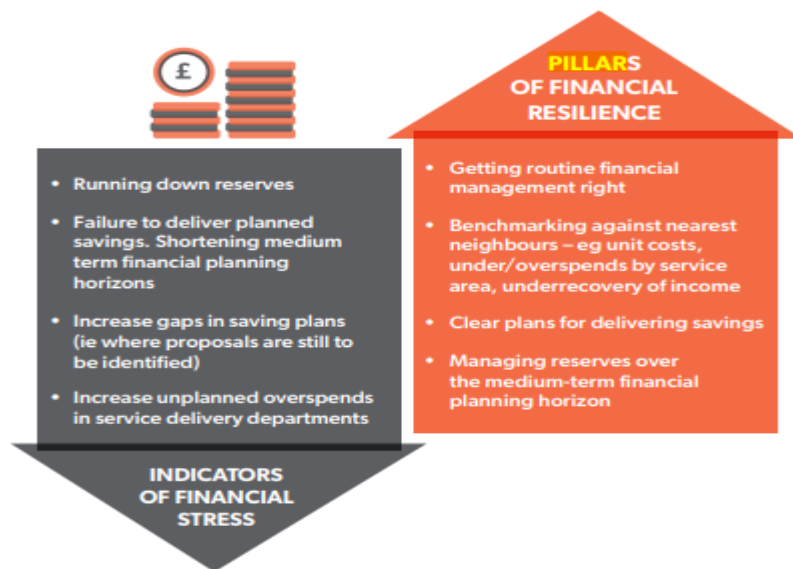 £
• Running down reserves
• Failure to deliver planned
savings. Shortening medium
term financial planning
horizons
• Increase gaps in saving plans
(ie where proposals are still to
be identified)
• Increase unplanned overspends
in service delivery departments
INDICATORS
OF FINANCIAL
STRESS
PILLARS
OF FINANCIAL
RESILIENCE
• Getting routine financial
management right
• Benchmarking against nearest
neighbours – eg unit costs,
under/overspends by service
area, underrecovery of income
• Clear plans for delivering savings
• Managing reserves over
the medium-term financial
planning horizon